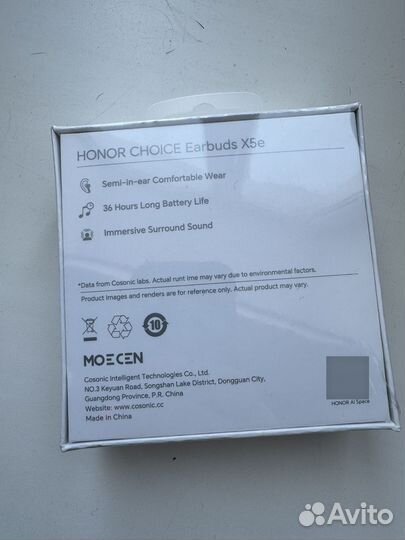 HONOR CHOICE Earbuds X5e
Semi-in-ear Comfortable Wear
36 Hours Long Battery Life
Immersive Surround Sound
*Data from Cosonic labs. Actual runt ime may vary due to environmental factors.
Product images and renders are for reference only. Actual product may vary.
10
MOECEN
Cosonic Intelligent Technologies Co., Ltd.
NO.3 Keyuan Road, Songshan Lake District, Dongguan City,
Guangdong Province, P.R. China
Website: www.cosonic.cc
Made in China
HONOR AI Space
Avito